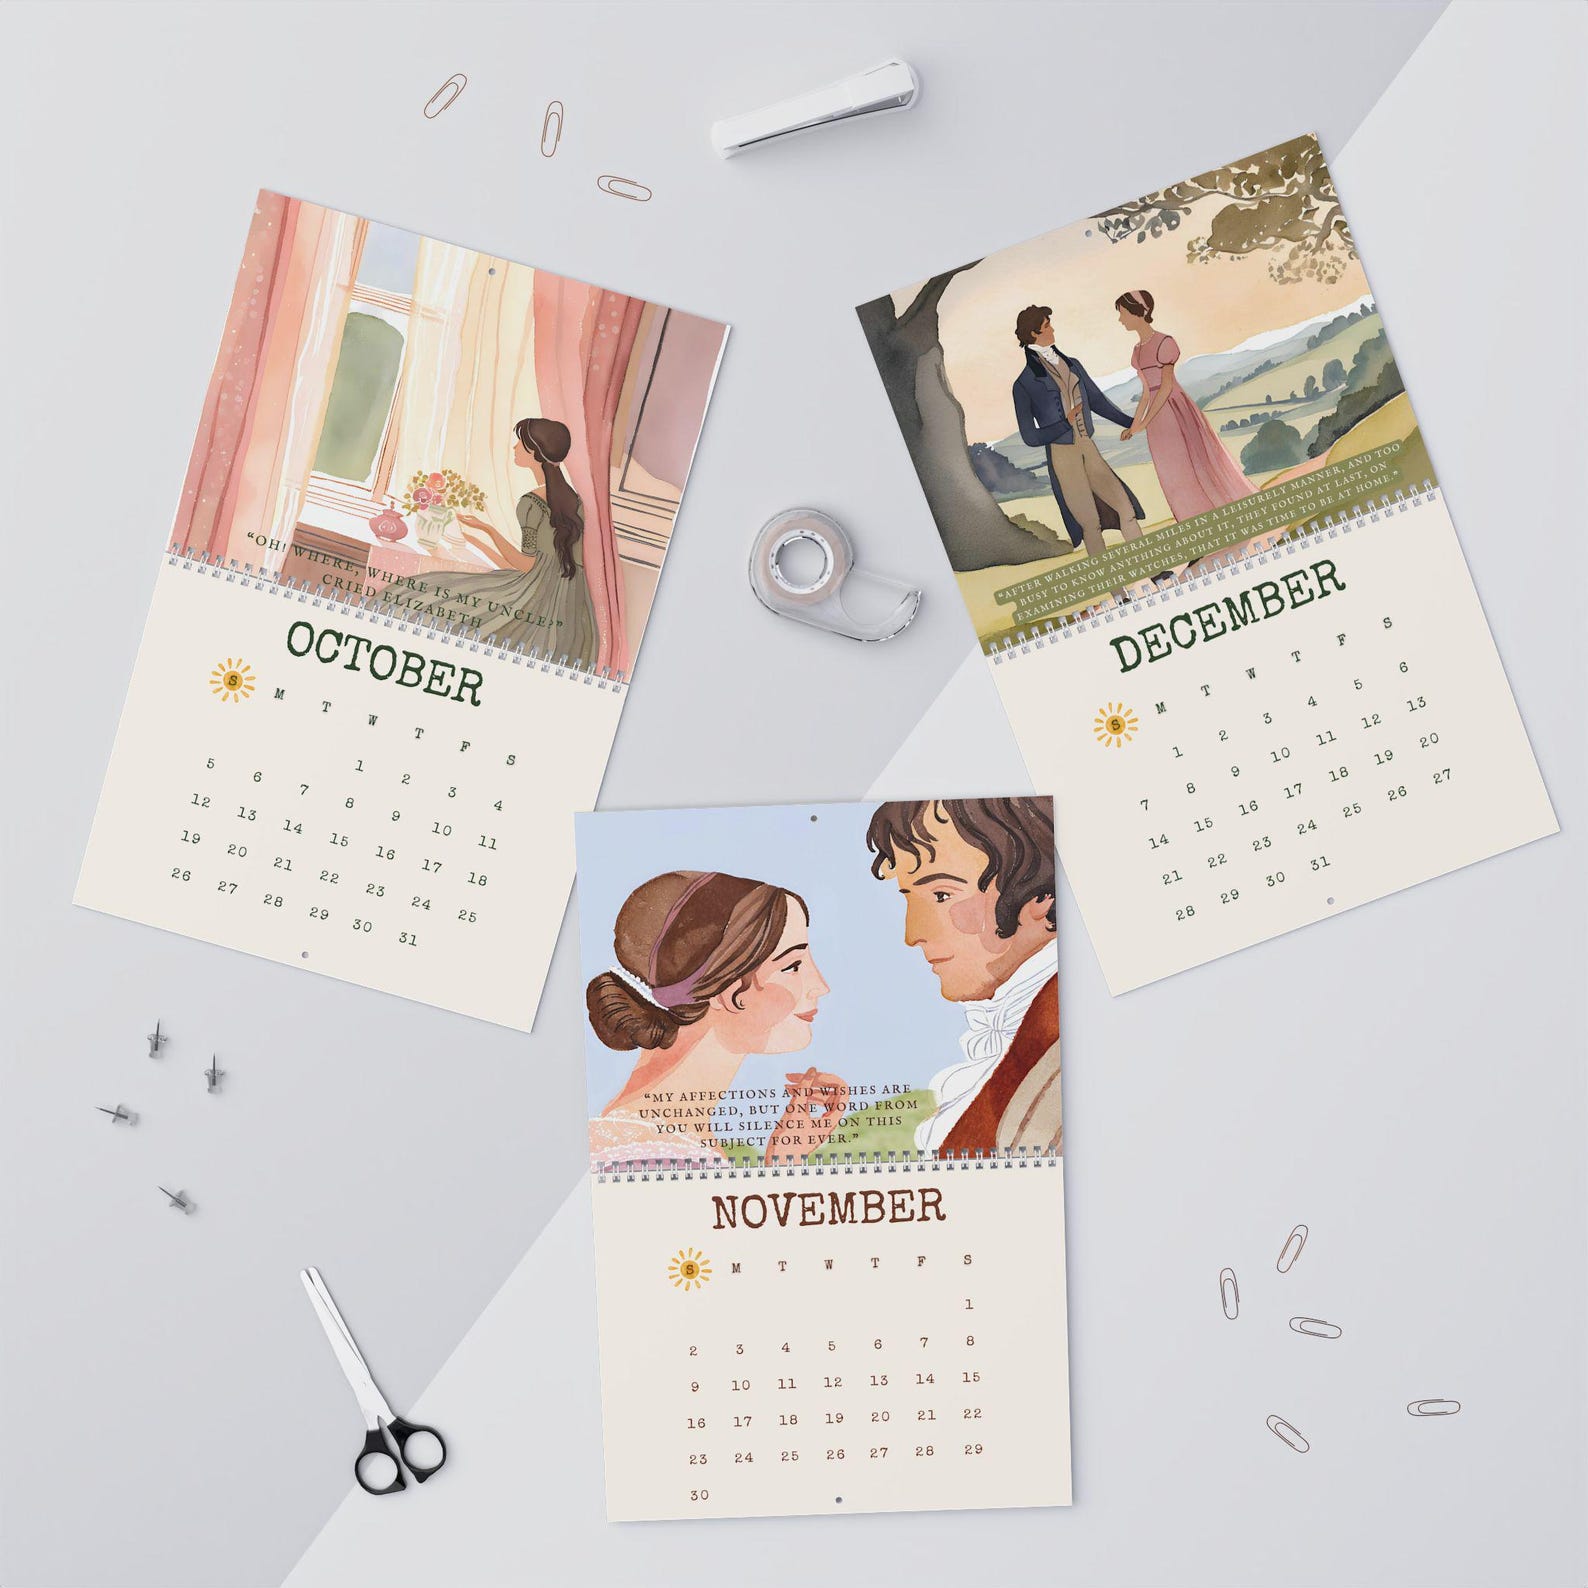 “OH! WHERE, WHERE IS MY UNCLE?”
CRIED ELIZABETH
OCTOBER
S M T W T F S
1 2 3 4
5 6 7 8 9 10 11
12 13 14 15 16 17 18
19 20 21 22 23 24 25
26 27 28 29 30 31
“AFTER WALKING SEVERAL MILES IN A LEISURELY MANNER, AND TOO
BUSY TO KNOW ANYTHING ABOUT IT, THEY FOUND AT LAST, ON
EXAMINING THEIR WATCHES, THAT IT WAS TIME TO BE AT HOME.”
DECEMBER
S M T W T F S
1 2 3 4 5 6
7 8 9 10 11 12 13
14 15 16 17 18 19 20
21 22 23 24 25 26 27
28 29 30 31
“MY AFFECTIONS AND WISHES ARE
UNCHANGED, BUT ONE WORD FROM
YOU WILL SILENCE ME ON THIS
SUBJECT FOR EVER.”
NOVEMBER
S M T W T F S
1
2 3 4 5 6 7 8
9 10 11 12 13 14 15
16 17 18 19 20 21 22
23 24 25 26 27 28 29
30